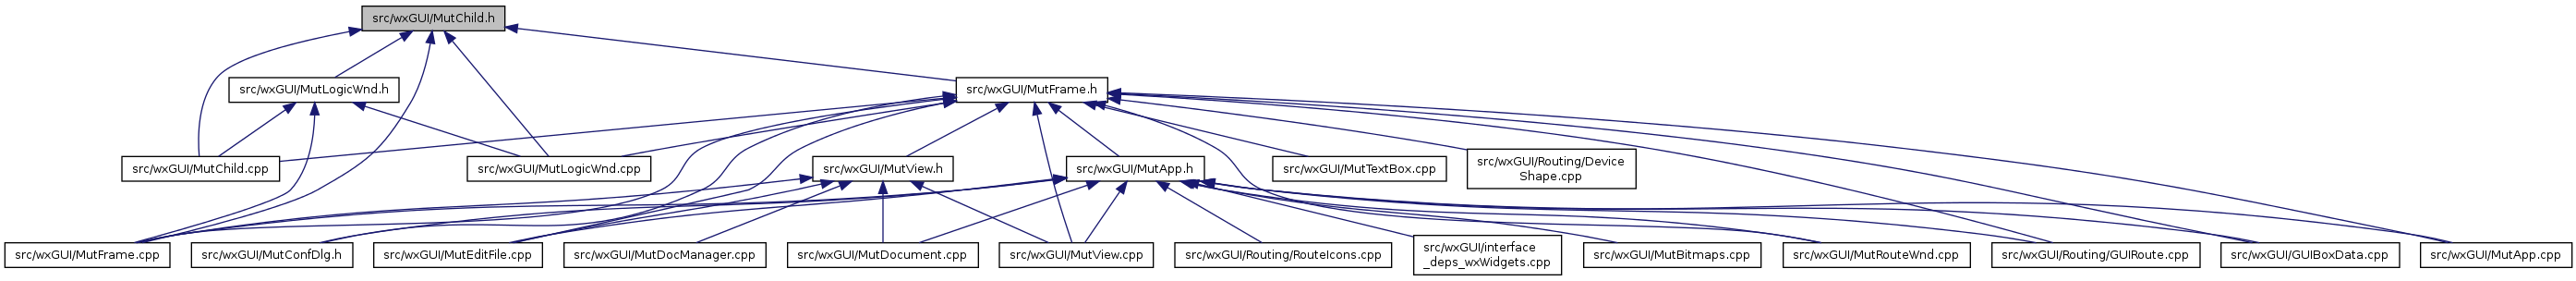 src/wxGUI/MutChild.h
src/wxGUI/MutLogicWnd.h
src/wxGUI/MutFrame.h
src/wxGUI/MutChild.cpp
src/wxGUI/MutLogicWnd.cpp
src/wxGUI/MutView.h
src/wxGUI/MutApp.h
src/wxGUI/MutTextBox.cpp
src/wxGUI/Routing/Device
Shape.cpp
src/wxGUI/MutFrame.cpp
src/wxGUI/MutConfDlg.h
src/wxGUI/MutEditFile.cpp
src/wxGUI/MutDocManager.cpp
src/wxGUI/MutDocument.cpp
src/wxGUI/MutView.cpp
src/wxGUI/Routing/RouteIcons.cpp
src/wxGUI/interface
_deps_wxWidgets.cpp
src/wxGUI/MutBitmaps.cpp
src/wxGUI/MutRouteWnd.cpp
src/wxGUI/Routing/GUIRoute.cpp
src/wxGUI/GUIBoxData.cpp
src/wxGUI/MutApp.cpp